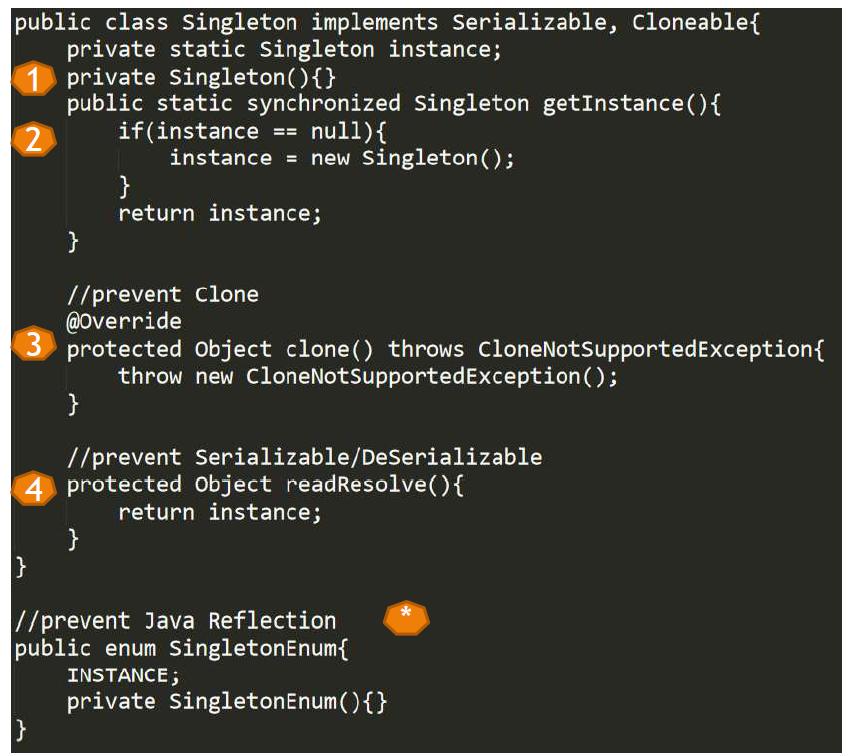 public class Singleton implements Serializable, Cloneable{
private static Singleton instance;
1 private Singleton(){}
public static synchronized Singleton getInstance(){
2 if(instance == null){
instance = new Singleton();
}
return instance;
}
//prevent Clone
@Override
3 protected Object clone() throws CloneNotSupportedException{
throw new CloneNotSupportedException();
}
//prevent Serializable/DeSerializable
4 protected Object readResolve(){
return instance;
}
}
//prevent Java Reflection *
public enum SingletonEnum{
INSTANCE;
private SingletonEnum(){}
}